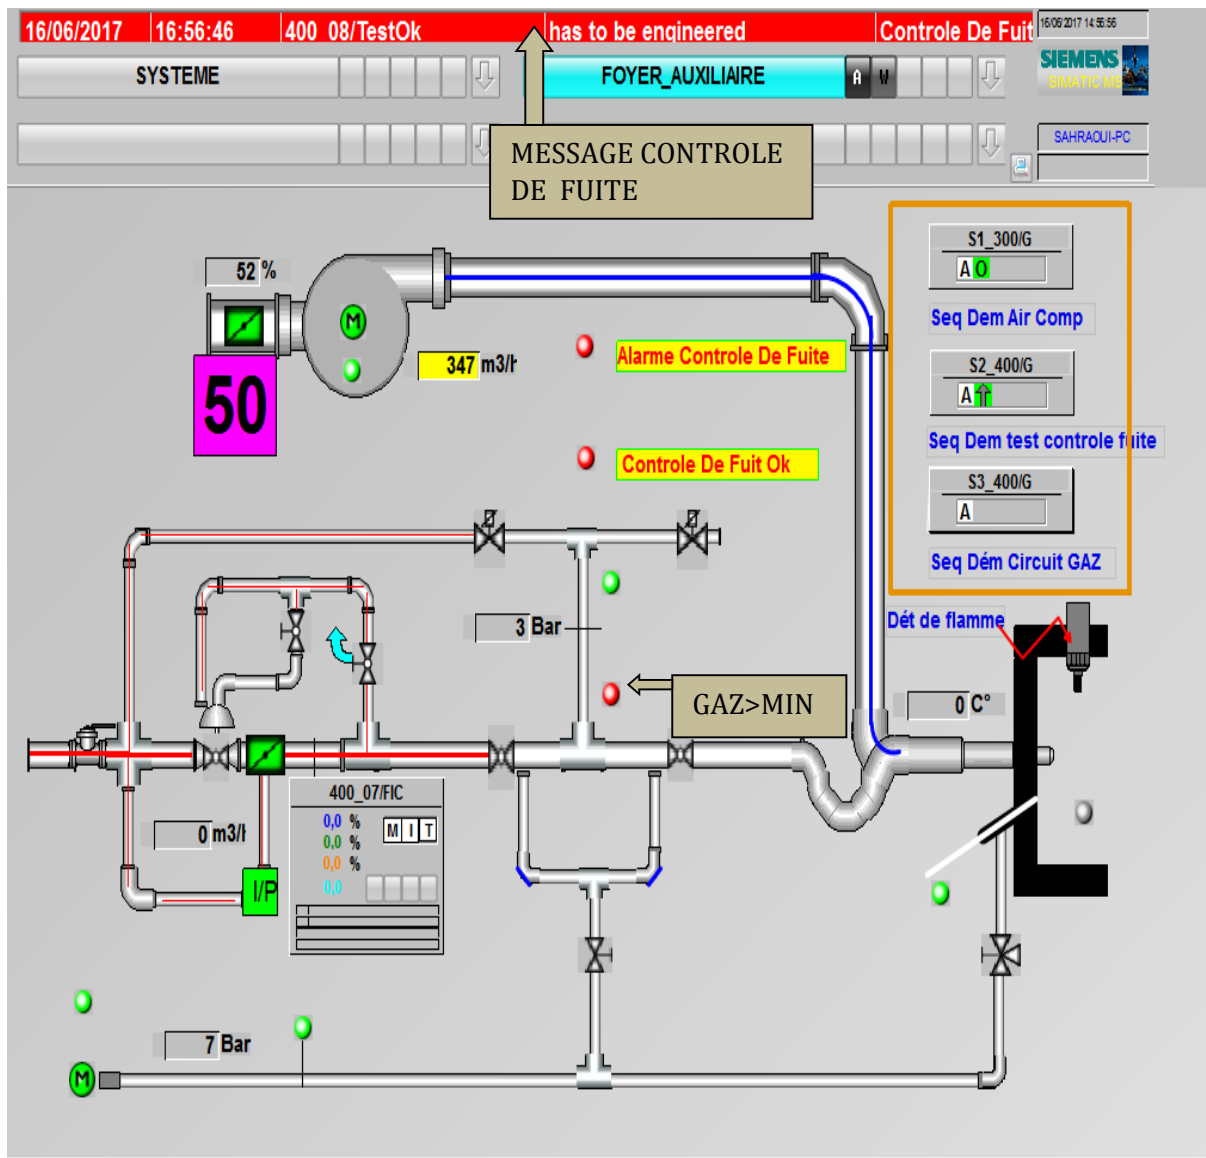 16/06/2017 16:56:46 400_08/TestOk has to be engineered Controle De Fuit
16/06/2017 14:56:56
SYSTEME
FOYER_AUXILIAIRE
A W
SIEMENS
SIMATIC MS
SAHRAOUI-PC
MESSAGE CONTROLE
DE FUITE
52 %
M
50
347 m3/h
Alarme Controle De Fuite
Controle De Fuit Ok
S1_300/G
A O
Seq Dem Air Comp
S2_400/G
A
Seq Dem test controle fuite
S3_400/G
A
Seq Dém Circuit GAZ
Dét de flamme
3 Bar
GAZ>MIN
0 C°
400_07/FIC
0,0 %
0,0 %
0,0 %
0,0
M I T
0 m3/h
I/P
7 Bar
M